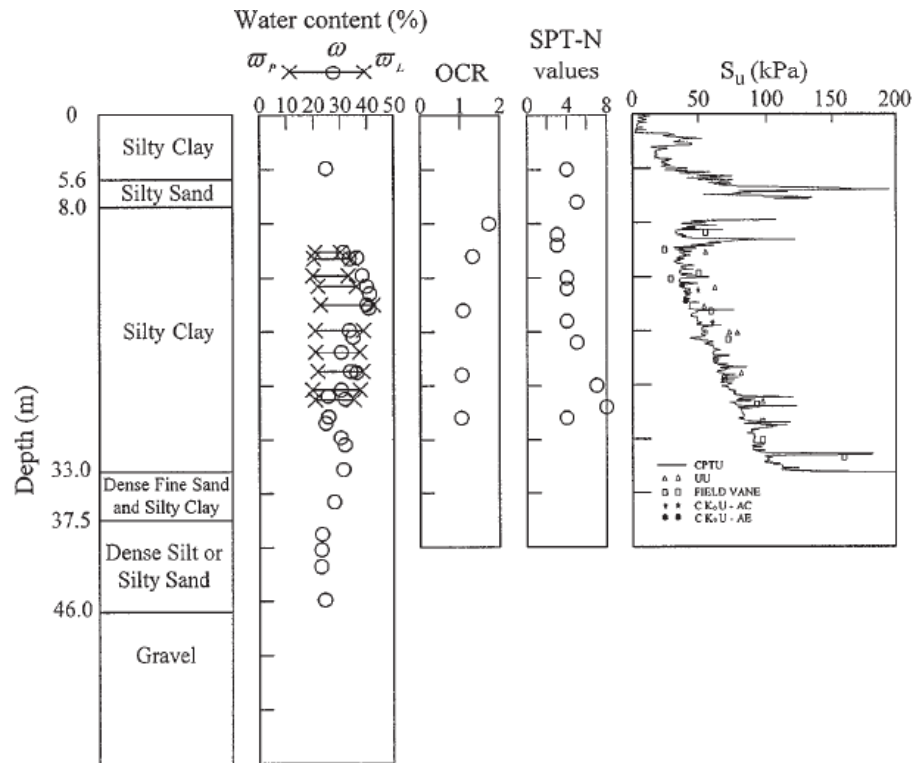 Water content (%)
ϖP ω ϖL
0 10 20 30 40 50
OCR
0 1 2
SPT-N
values
0 4 8
Su (kPa)
0 50 100 150 200
Depth (m)
0
Silty Clay
5.6
Silty Sand
8.0
Silty Clay
33.0
Dense Fine Sand
and Silty Clay
37.5
Dense Silt or
Silty Sand
46.0
Gravel
CPTU
UU
FIELD VANE
CK₀U - AC
CK₀U - AE